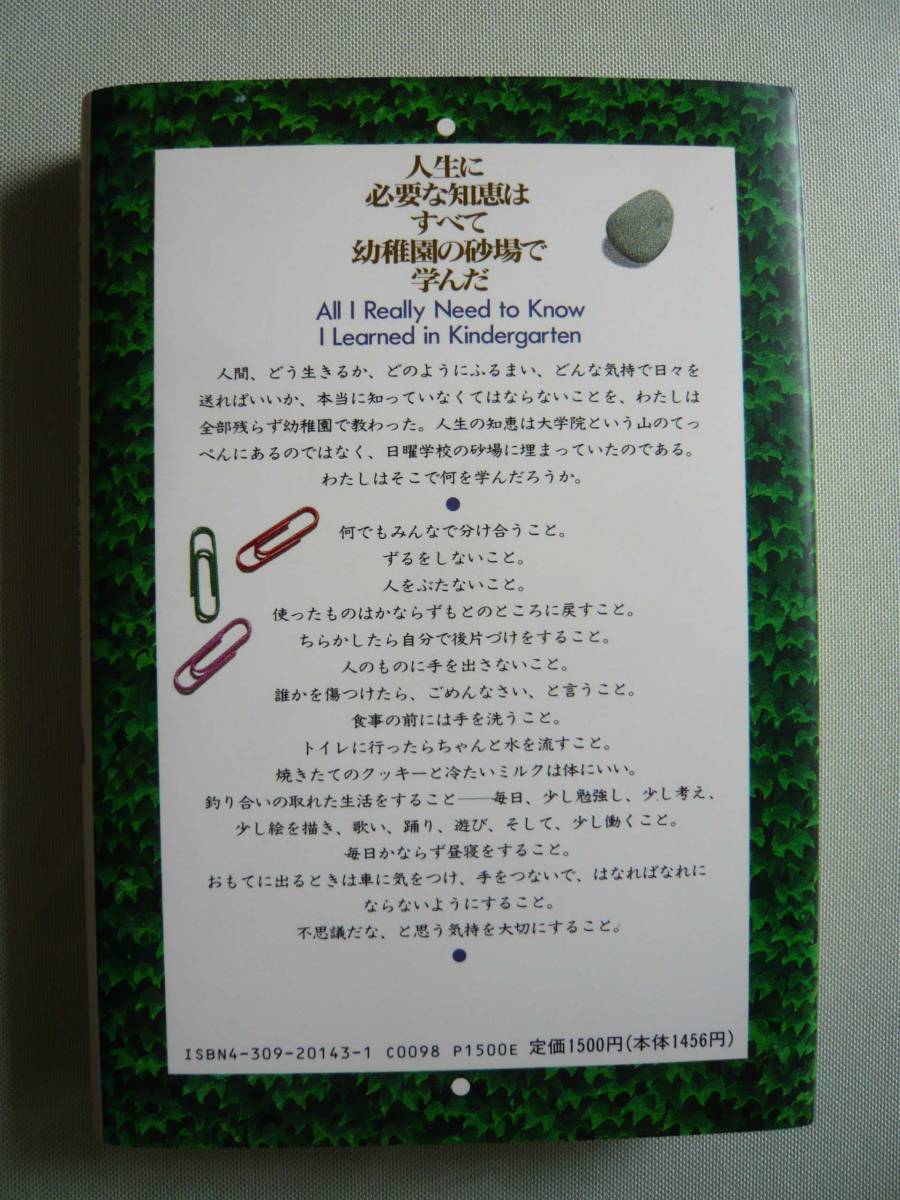 人生に
必要な知恵は
すべて
幼稚園の砂場で
学んだ
All I Really Need to Know
I Learned in Kindergarten
人間、どう生きるか、どのようにふるまい、どんな気持で日々を
送ればいいか、本当に知っていなくてはならないことを、わたしは
全部残らず幼稚園で教わった。人生の知恵は大学院という山のてっ
ぺんにあるのではなく、日曜学校の砂場に埋まっていたのである。
わたしはそこで何を学んだろうか。
何でもみんなで分け合うこと。
ずるをしないこと。
人をぶたないこと。
使ったものはかならずもとのところに戻すこと。
ちらかしたら自分で後片づけをすること。
人のものに手を出さないこと。
誰かを傷つけたら、ごめんなさい、と言うこと。
食事の前には手を洗うこと。
トイレに行ったらちゃんと水を流すこと。
焼きたてのクッキーと冷たいミルクは体にいい。
釣り合いの取れた生活をすること――毎日、少し勉強し、少し考え、
少し絵を描き、歌い、踊り、遊び、そして、少し働くこと。
毎日かならず昼寝をすること。
おもてに出るときは車に気をつけ、手をつないで、はなればなれに
ならないようにすること。
不思議だな、と思う気持を大切にすること。
ISBN4-309-20143-1 C0098 P1500E 定価1500円(本体1456円)